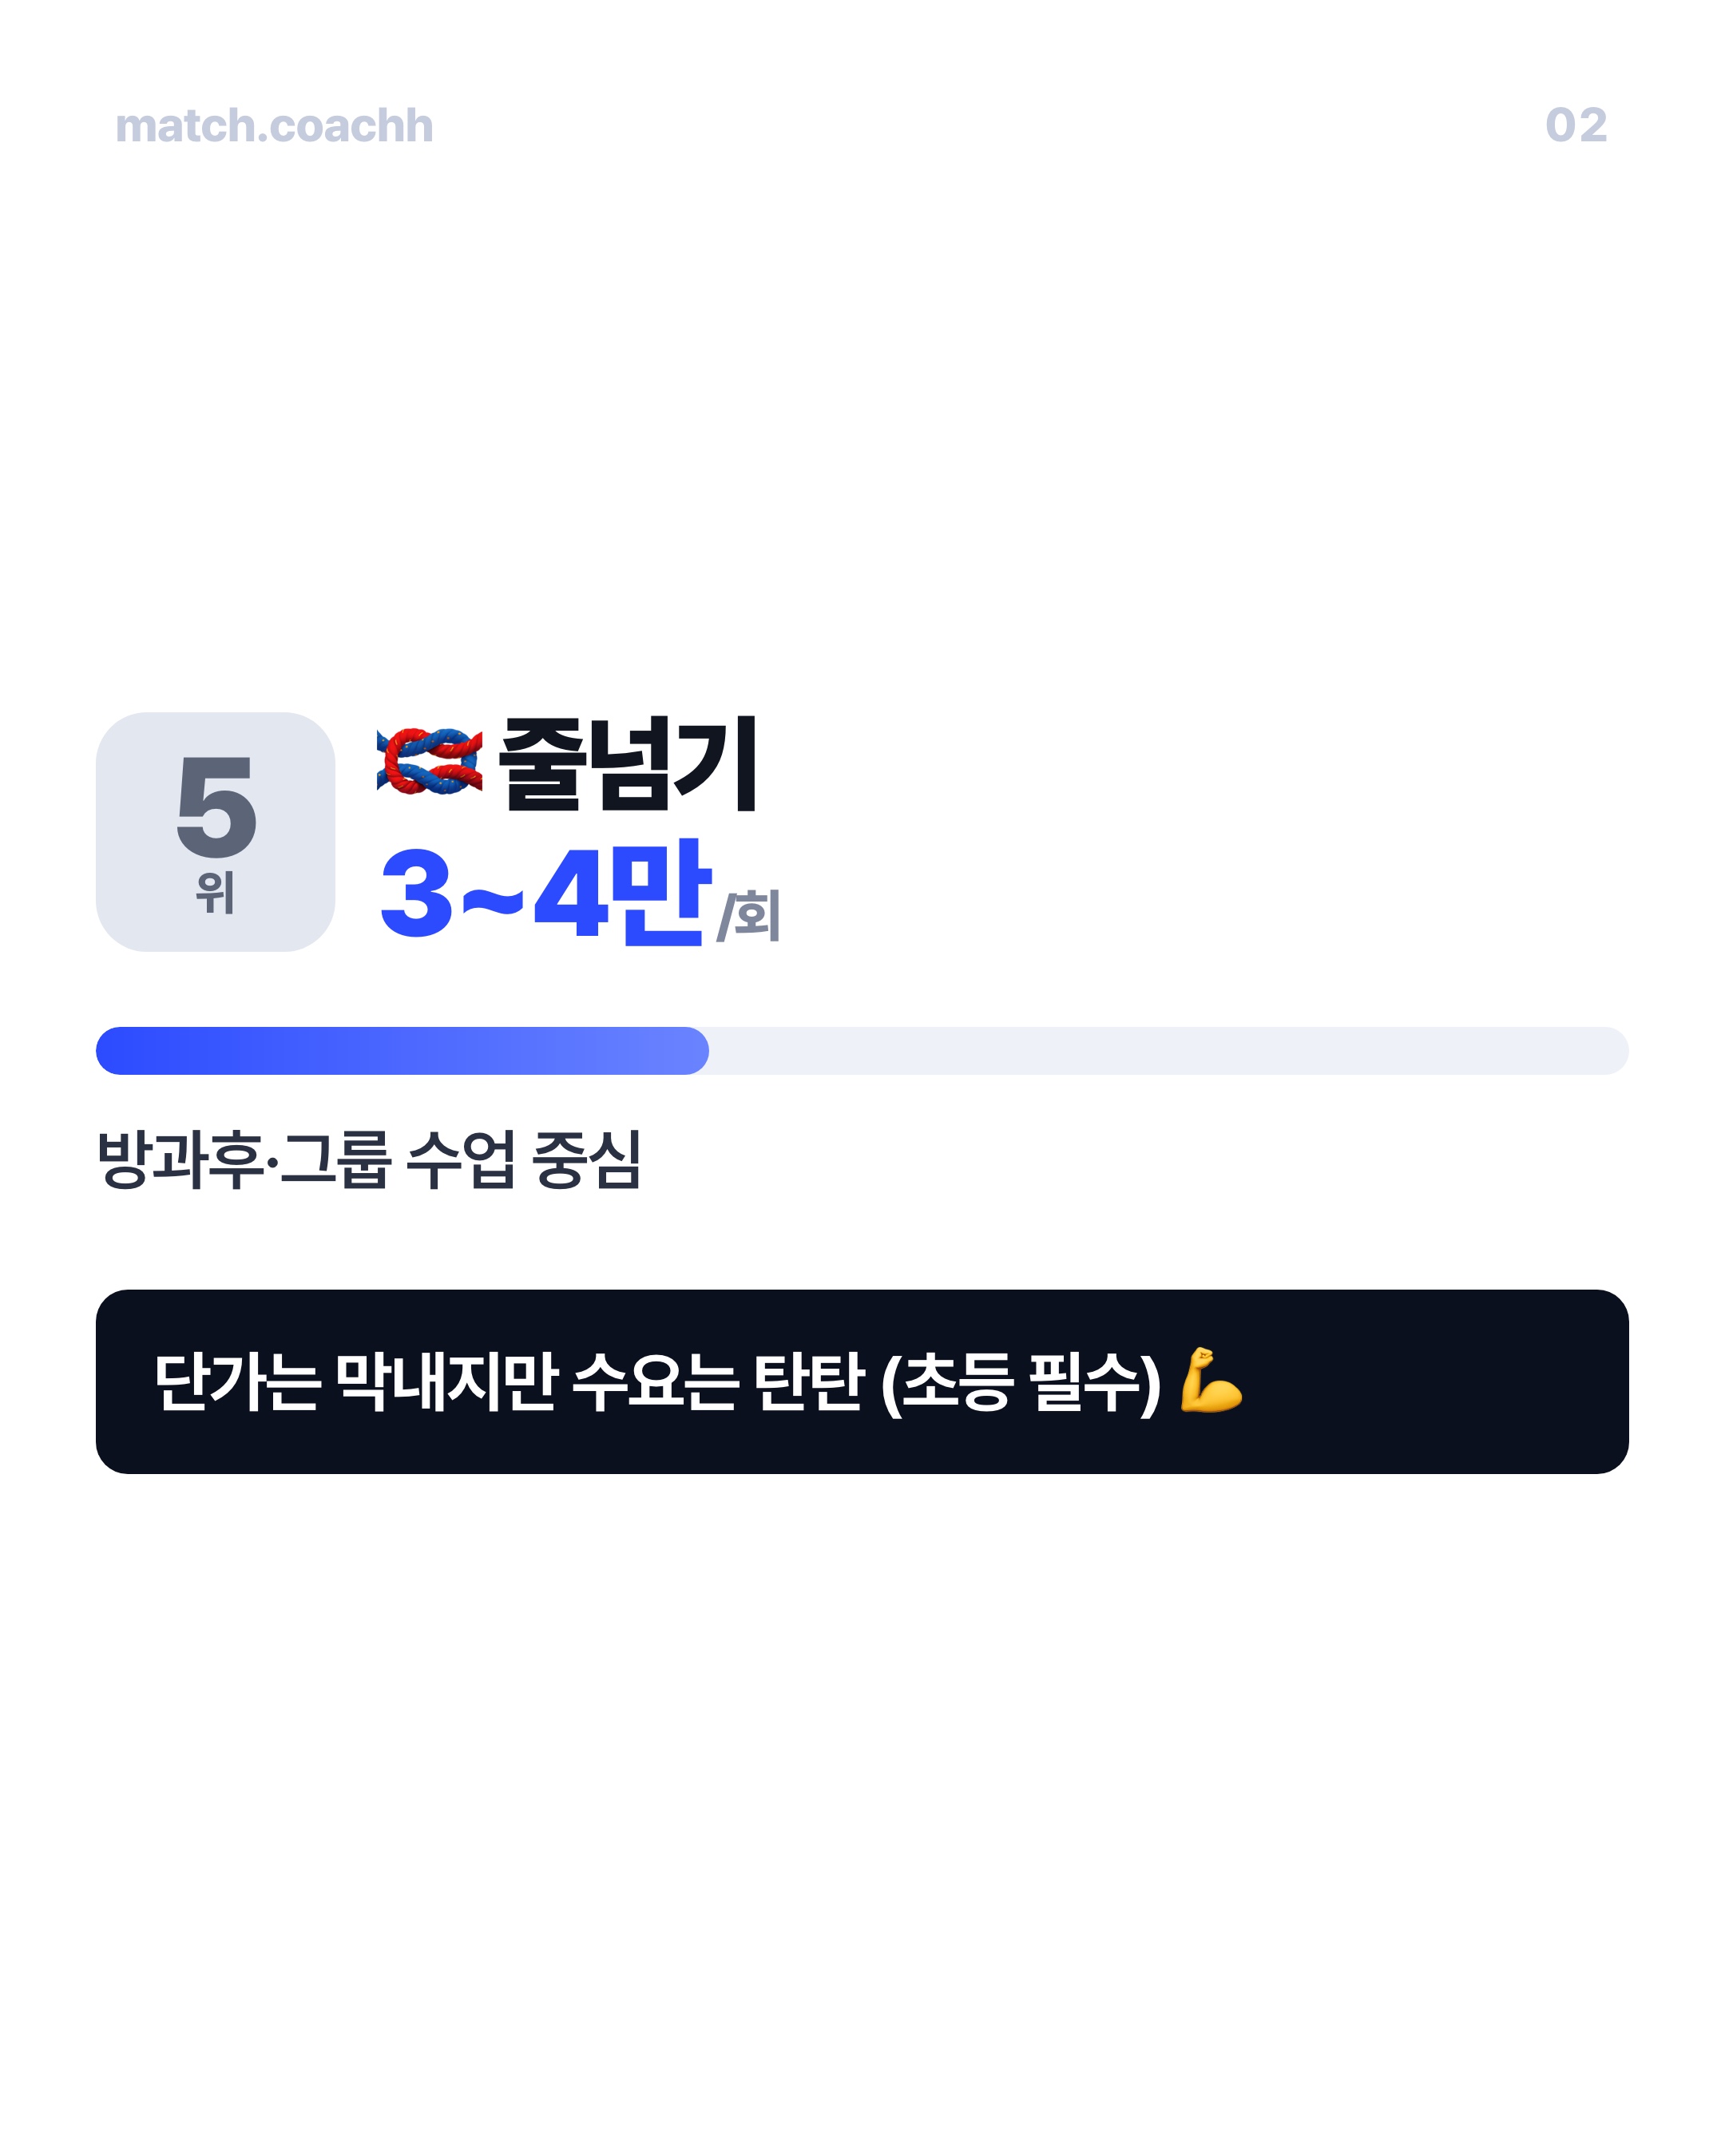 match.coachh
02
5
위
🪢 줄넘기
3~4만/회
방과후·그룹 수업 중심
단가는 막내지만 수요는 탄탄 (초등 필수) 💪